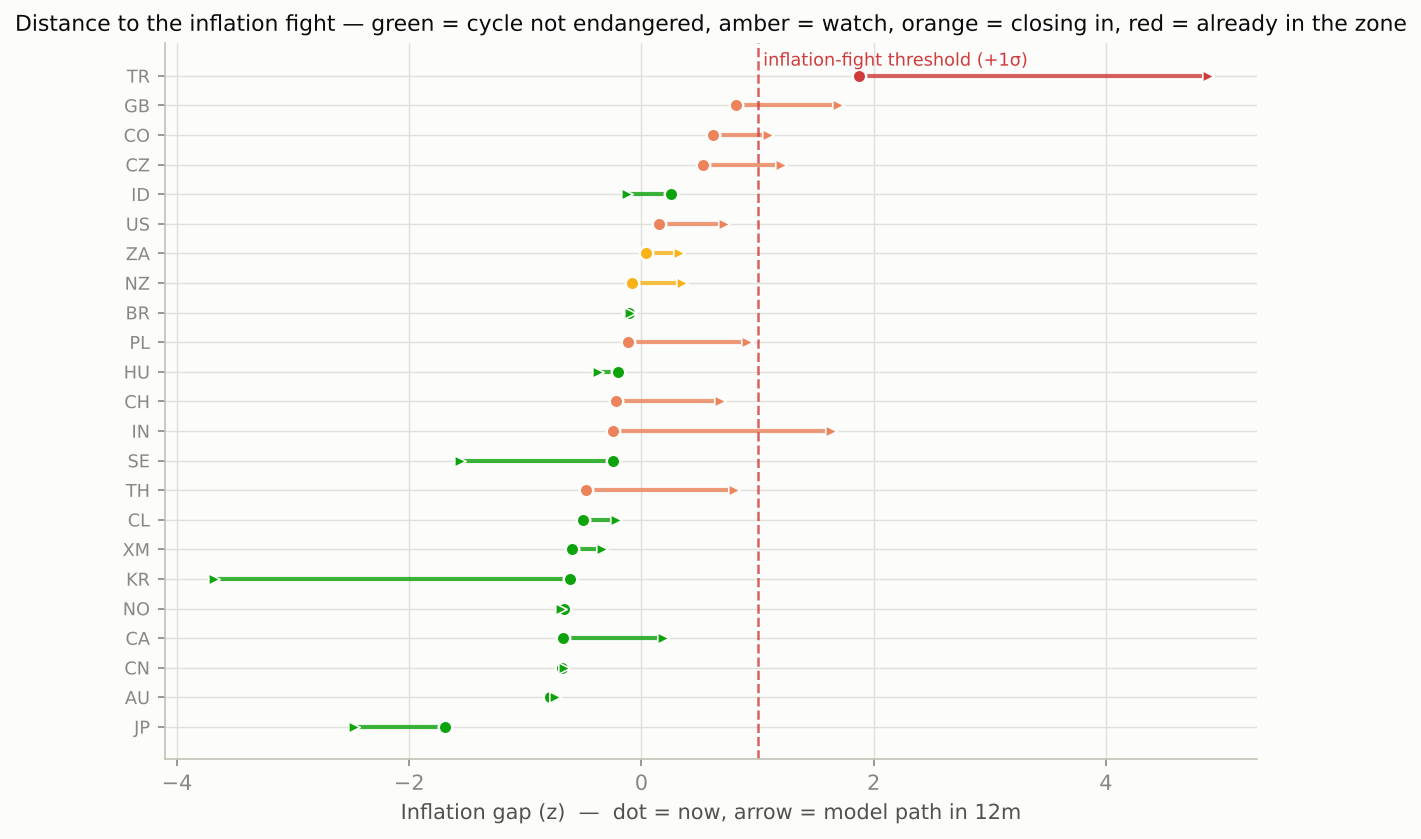 Distance to the inflation fight — green = cycle not endangered, amber = watch, orange = closing in, red = already in the zone
inflation-fight threshold (+1σ)
TR
GB
CO
CZ
ID
US
ZA
NZ
BR
PL
HU
CH
IN
SE
TH
CL
XM
KR
NO
CA
CN
AU
JP
−4 −2 0 2 4
Inflation gap (z) — dot = now, arrow = model path in 12m